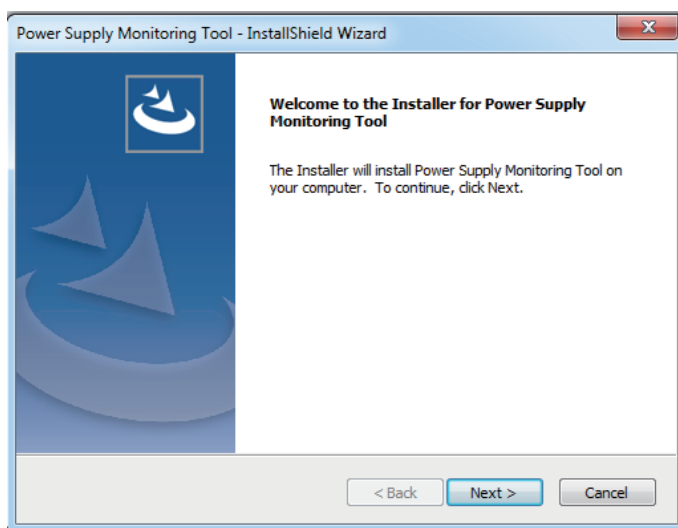 Power Supply Monitoring Tool - InstallShield Wizard
Welcome to the Installer for Power Supply
Monitoring Tool
The Installer will install Power Supply Monitoring Tool on
your computer. To continue, click Next.
< Back Next > Cancel